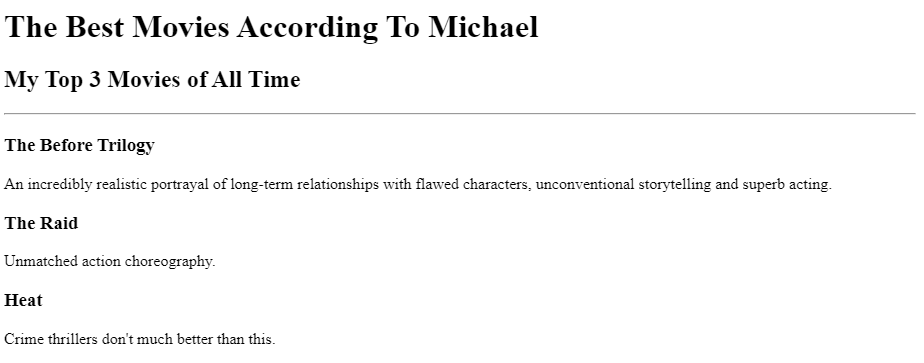 The Best Movies According To Michael
My Top 3 Movies of All Time
The Before Trilogy
An incredibly realistic portrayal of long-term relationships with flawed characters, unconventional storytelling and superb acting.
The Raid
Unmatched action choreography.
Heat
Crime thrillers don't much better than this.